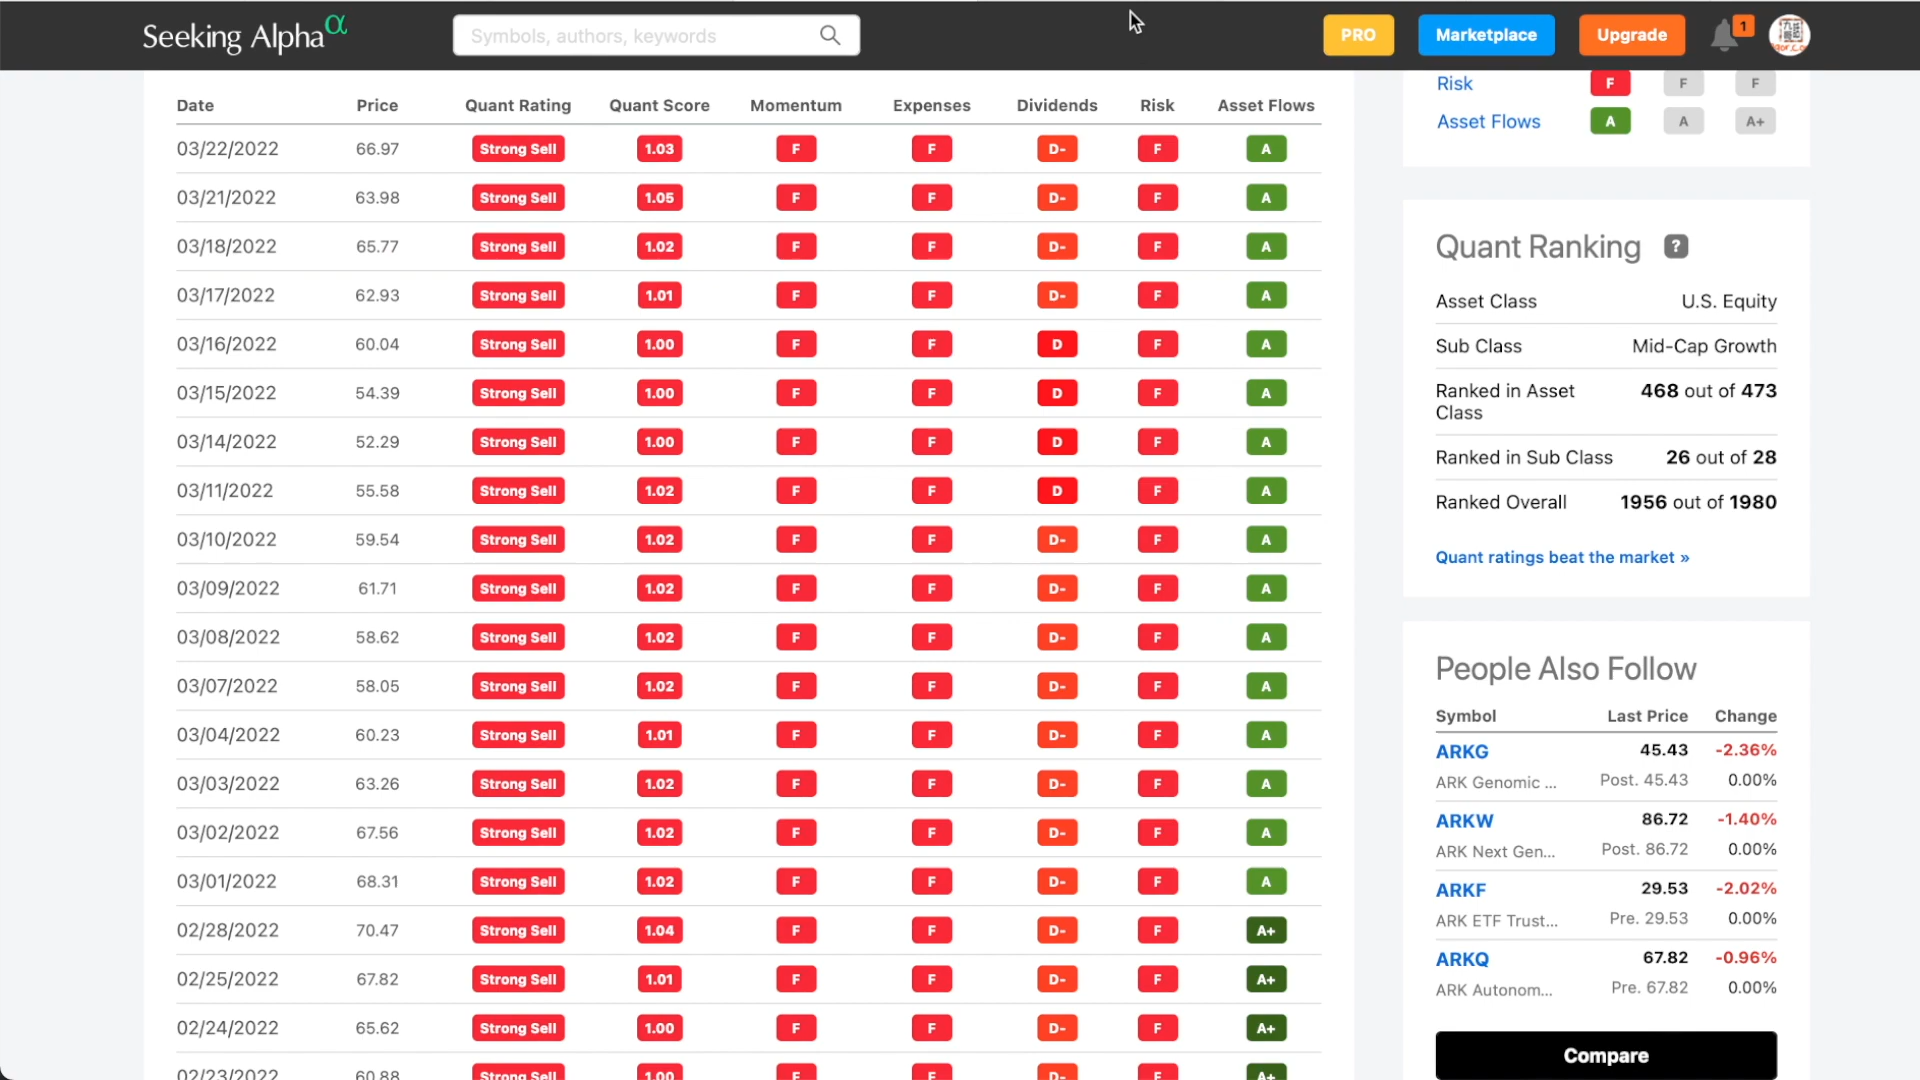 Seeking Alpha α
Symbols, authors, keywords
PRO
Marketplace
Upgrade
1
Date Price Quant Rating Quant Score Momentum Expenses Dividends Risk Asset Flows
03/22/2022 66.97 Strong Sell 1.03 F F D- F A
03/21/2022 63.98 Strong Sell 1.05 F F D- F A
03/18/2022 65.77 Strong Sell 1.02 F F D- F A
03/17/2022 62.93 Strong Sell 1.01 F F D- F A
03/16/2022 60.04 Strong Sell 1.00 F F D F A
03/15/2022 54.39 Strong Sell 1.00 F F D F A
03/14/2022 52.29 Strong Sell 1.00 F F D F A
03/11/2022 55.58 Strong Sell 1.02 F F D F A
03/10/2022 59.54 Strong Sell 1.02 F F D- F A
03/09/2022 61.71 Strong Sell 1.02 F F D- F A
03/08/2022 58.62 Strong Sell 1.02 F F D- F A
03/07/2022 58.05 Strong Sell 1.02 F F D- F A
03/04/2022 60.23 Strong Sell 1.01 F F D- F A
03/03/2022 63.26 Strong Sell 1.02 F F D- F A
03/02/2022 67.56 Strong Sell 1.02 F F D- F A
03/01/2022 68.31 Strong Sell 1.02 F F D- F A
02/28/2022 70.47 Strong Sell 1.04 F F D- F A+
02/25/2022 67.82 Strong Sell 1.01 F F D- F A+
02/24/2022 65.62 Strong Sell 1.00 F F D- F A+
02/23/2022 60.88 Strong Sell 1.00 F F D- F A+
Risk F F F
Asset Flows A A A+
Quant Ranking ?
Asset Class U.S. Equity
Sub Class Mid-Cap Growth
Ranked in Asset 468 out of 473
Class
Ranked in Sub Class 26 out of 28
Ranked Overall 1956 out of 1980
Quant ratings beat the market »
People Also Follow
Symbol Last Price Change
ARKG 45.43 -2.36%
ARK Genomic ... Post. 45.43 0.00%
ARKW 86.72 -1.40%
ARK Next Gen... Post. 86.72 0.00%
ARKF 29.53 -2.02%
ARK ETF Trust... Pre. 29.53 0.00%
ARKQ 67.82 -0.96%
ARK Autonom... Pre. 67.82 0.00%
Compare